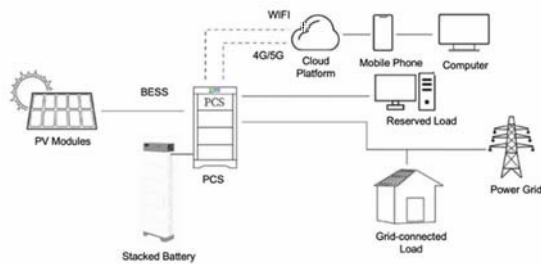 WIFI
4G/5G
Cloud
Platform
Mobile Phone
Computer
BESS
PCS
Reserved Load
PV Modules
PCS
Power Grid
Stacked Battery
Grid-connected
Load